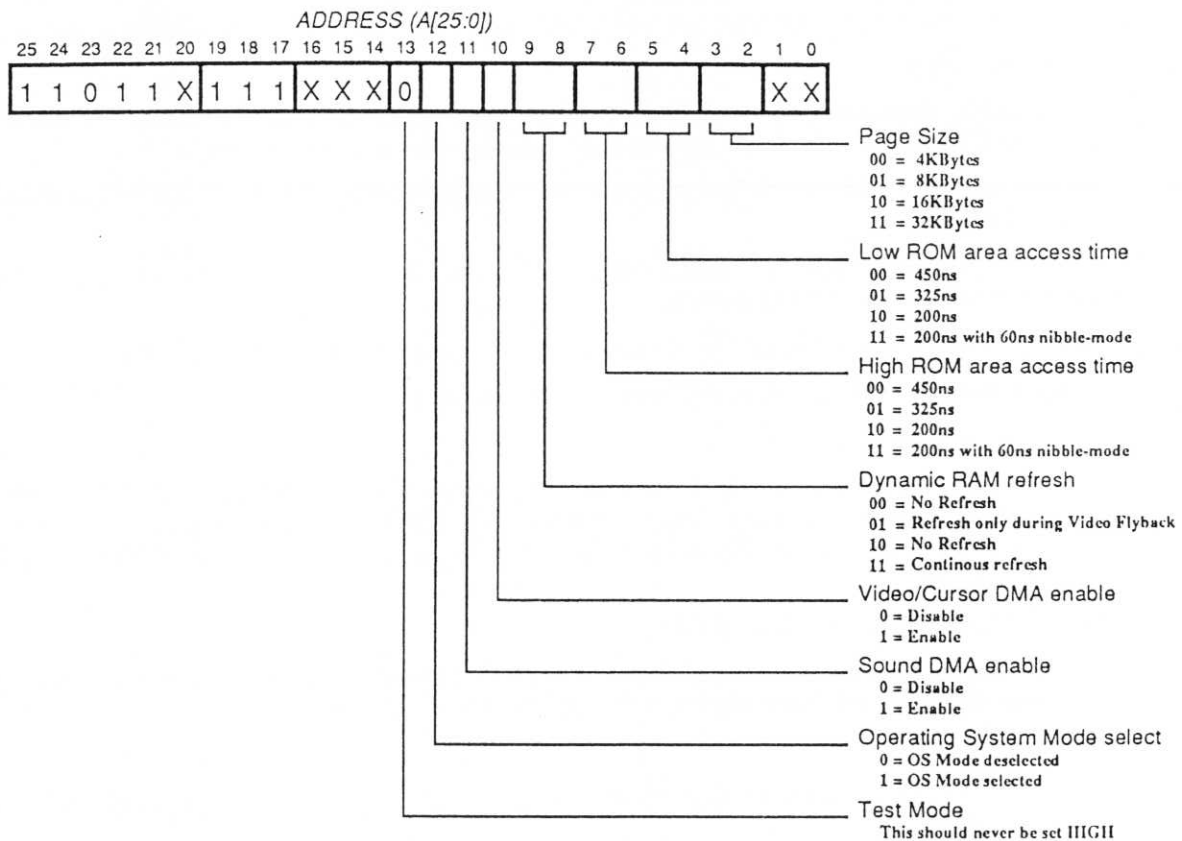 ADDRESS (A[25:0])
25 24 23 22 21 20 19 18 17 16 15 14 13 12 11 10 9 8 7 6 5 4 3 2 1 0
1 1 0 1 1 X 1 1 1 X X X 0 X X
Page Size
00 = 4KBytes
01 = 8KBytes
10 = 16KBytes
11 = 32KBytes
Low ROM area access time
00 = 450ns
01 = 325ns
10 = 200ns
11 = 200ns with 60ns nibble-mode
High ROM area access time
00 = 450ns
01 = 325ns
10 = 200ns
11 = 200ns with 60ns nibble-mode
Dynamic RAM refresh
00 = No Refresh
01 = Refresh only during Video Flyback
10 = No Refresh
11 = Continous refresh
Video/Cursor DMA enable
0 = Disable
1 = Enable
Sound DMA enable
0 = Disable
1 = Enable
Operating System Mode select
0 = OS Mode deselected
1 = OS Mode selected
Test Mode
This should never be set HIGH